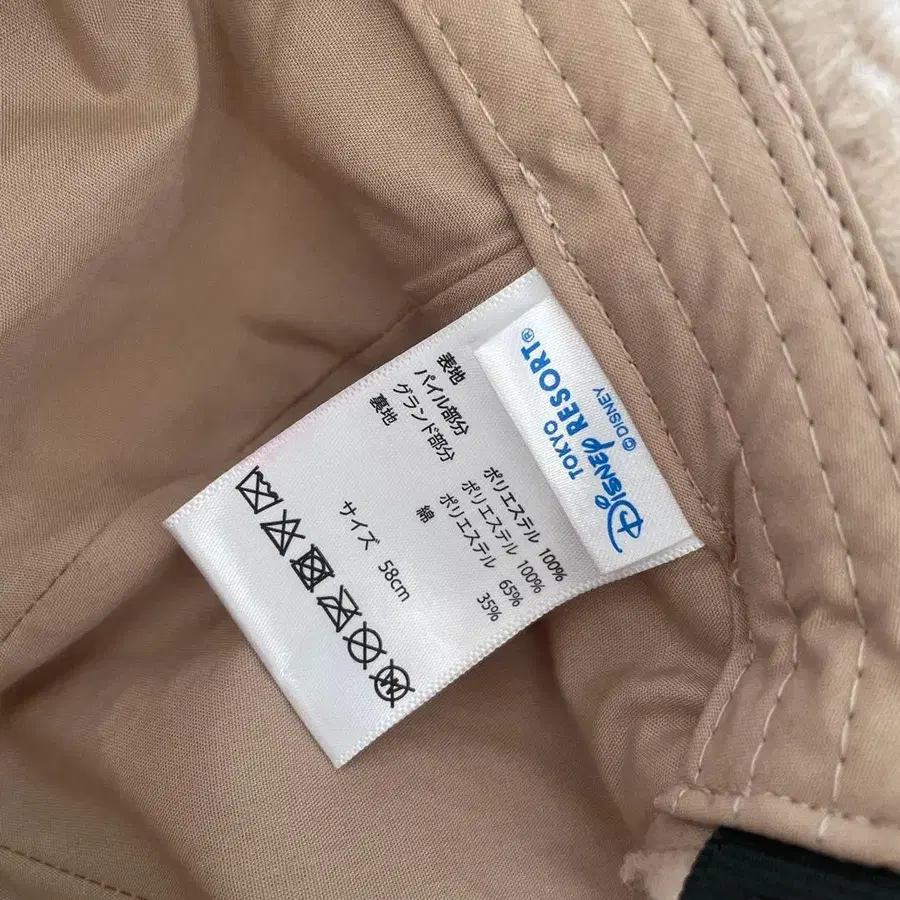 表地
パイル部分 ポリエステル 100%
グランド部分 ポリエステル 100%
裏地 ポリエステル 65%
綿 35%
サイズ 58cm
TOKYO
DISNEY RESORT®
©DISNEY